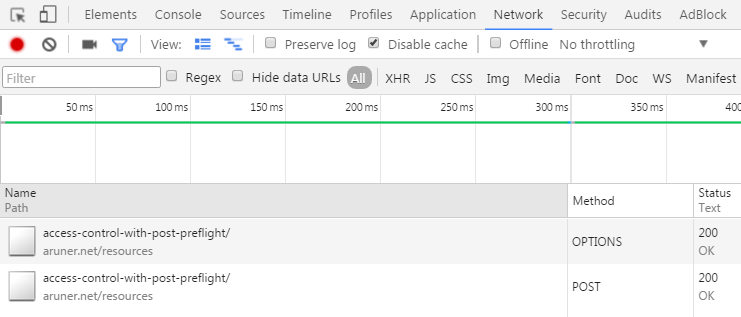 Elements Console Sources Timeline Profiles Application Network Security Audits AdBlock
View: Preserve log Disable cache Offline No throttling
Filter Regex Hide data URLs All XHR JS CSS Img Media Font Doc WS Manifest
50 ms 100 ms 150 ms 200 ms 250 ms 300 ms 350 ms 400
Name Method Status
Path Text
access-control-with-post-preflight/ OPTIONS 200
aruner.net/resources OK
access-control-with-post-preflight/ POST 200
aruner.net/resources OK